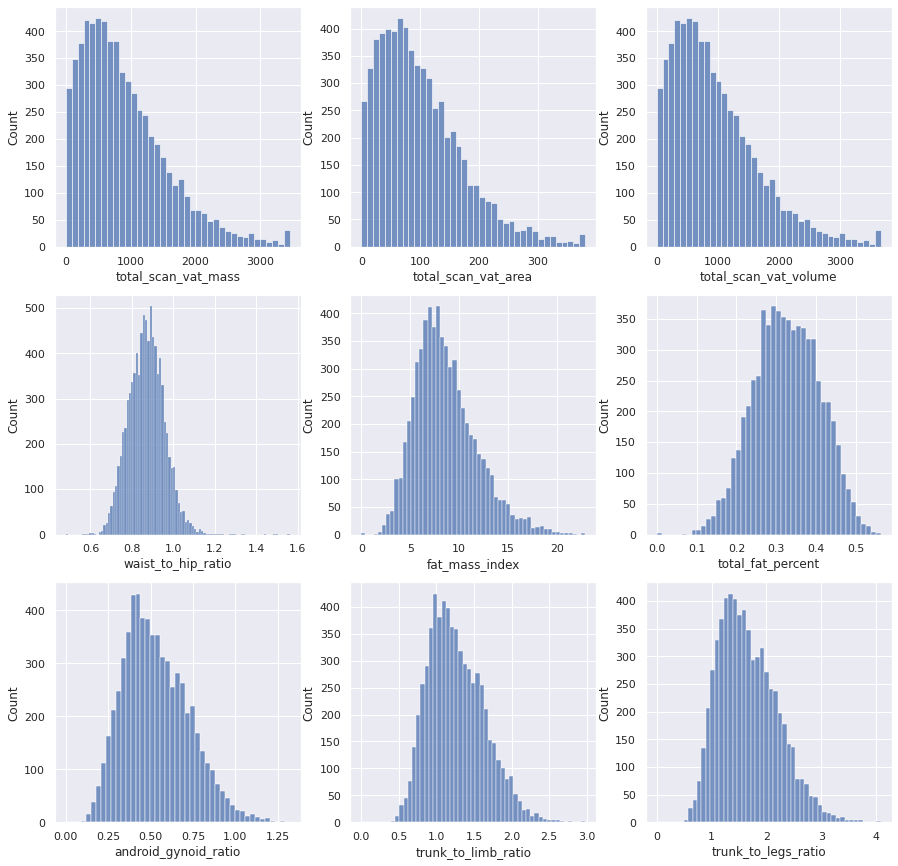 400
350
300
250
200
150
100
50
0
Count
0 1000 2000 3000
total_scan_vat_mass
400
350
300
250
200
150
100
50
0
Count
0 100 200 300
total_scan_vat_area
400
350
300
250
200
150
100
50
0
Count
0 1000 2000 3000
total_scan_vat_volume
500
400
300
200
100
0
Count
0.6 0.8 1.0 1.2 1.4 1.6
waist_to_hip_ratio
400
350
300
250
200
150
100
50
0
Count
0 5 10 15 20
fat_mass_index
350
300
250
200
150
100
50
0
Count
0.0 0.1 0.2 0.3 0.4 0.5
total_fat_percent
400
300
200
100
0
Count
0.00 0.25 0.50 0.75 1.00 1.25
android_gynoid_ratio
400
350
300
250
200
150
100
50
0
Count
0.0 0.5 1.0 1.5 2.0 2.5 3.0
trunk_to_limb_ratio
400
350
300
250
200
150
100
50
0
Count
0 1 2 3 4
trunk_to_legs_ratio